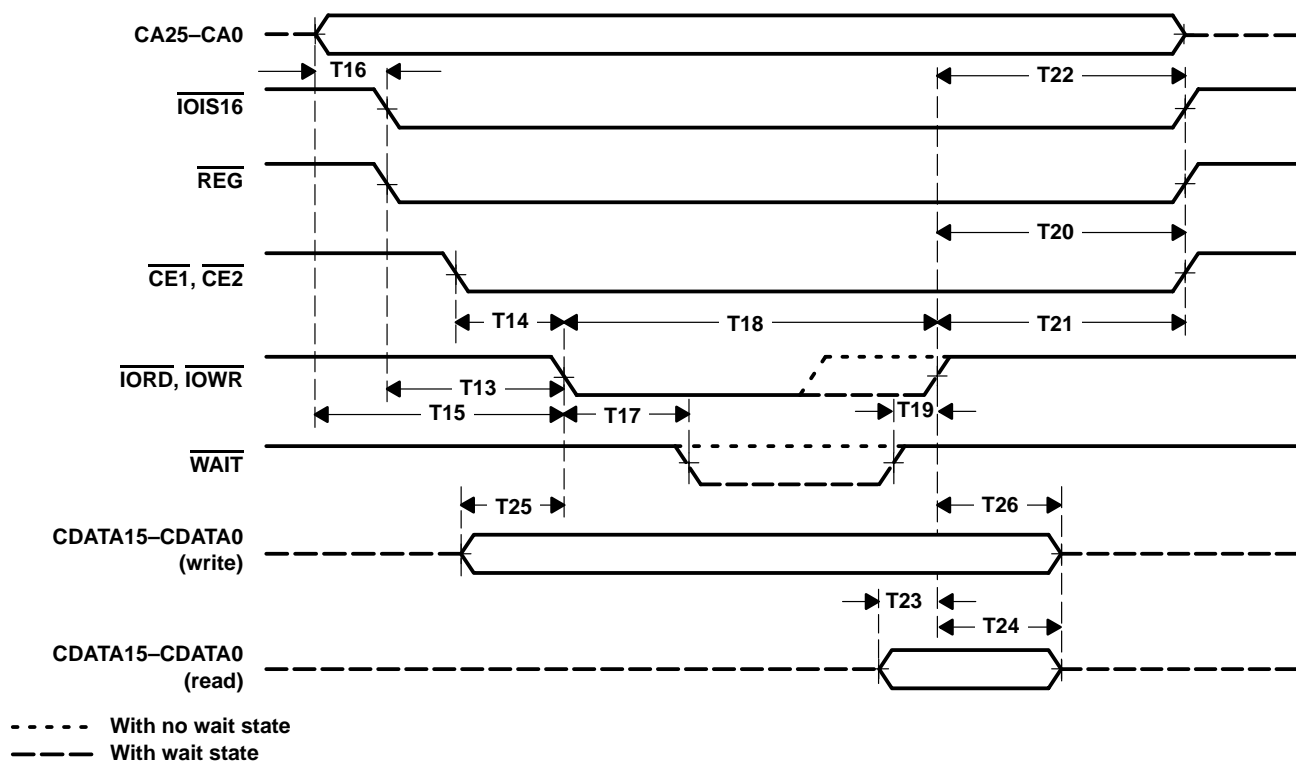 CA25–CA0
T16
T22
IOIS16
REG
T20
CE1, CE2
T14
T18
T21
IORD, IOWR
T13
T15
T17
T19
WAIT
T25
T26
CDATA15–CDATA0
(write)
T23
T24
CDATA15–CDATA0
(read)
With no wait state
With wait state